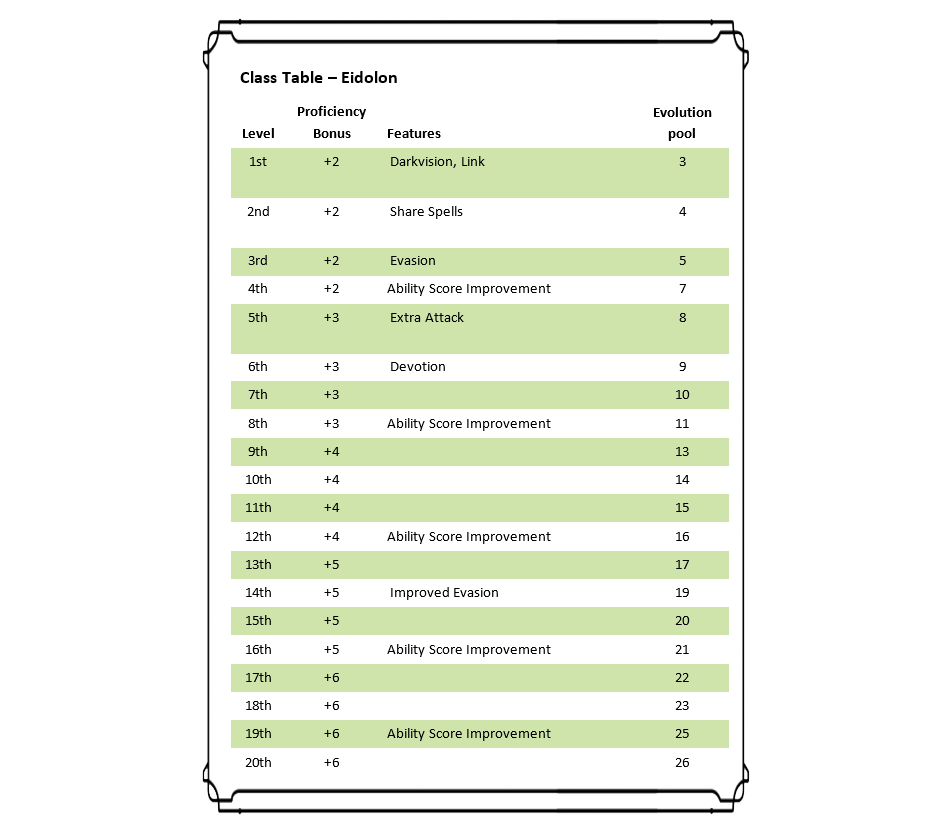 Class Table – Eidolon
Proficiency Evolution
Level Bonus Features pool
1st +2 Darkvision, Link 3
2nd +2 Share Spells 4
3rd +2 Evasion 5
4th +2 Ability Score Improvement 7
5th +3 Extra Attack 8
6th +3 Devotion 9
7th +3 10
8th +3 Ability Score Improvement 11
9th +4 13
10th +4 14
11th +4 15
12th +4 Ability Score Improvement 16
13th +5 17
14th +5 Improved Evasion 19
15th +5 20
16th +5 Ability Score Improvement 21
17th +6 22
18th +6 23
19th +6 Ability Score Improvement 25
20th +6 26